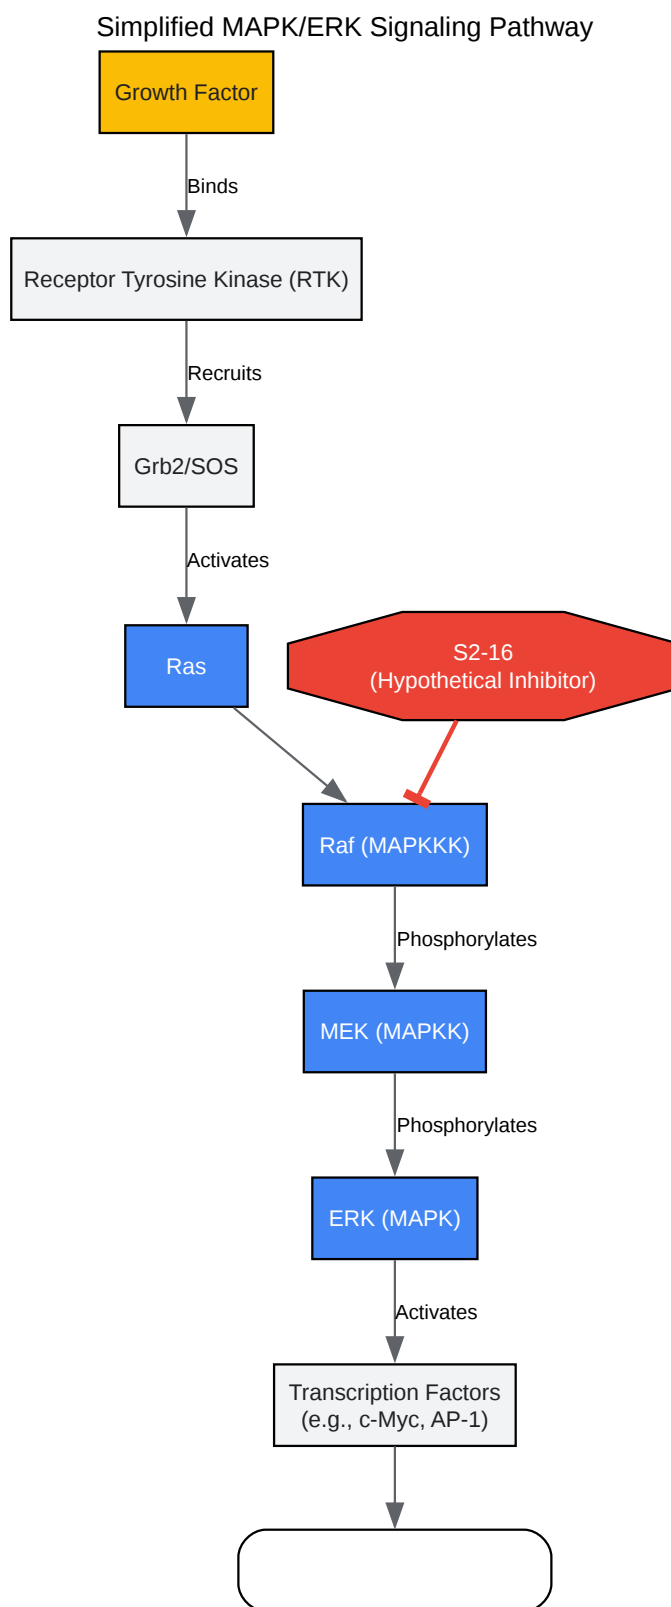 Simplified MAPK/ERK Signaling Pathway
Growth Factor
Binds
Receptor Tyrosine Kinase (RTK)
Recruits
Grb2/SOS
Activates
Ras
S2-16
(Hypothetical Inhibitor)
Raf (MAPKKK)
Phosphorylates
MEK (MAPKK)
Phosphorylates
ERK (MAPK)
Activates
Transcription Factors
(e.g., c-Myc, AP-1)